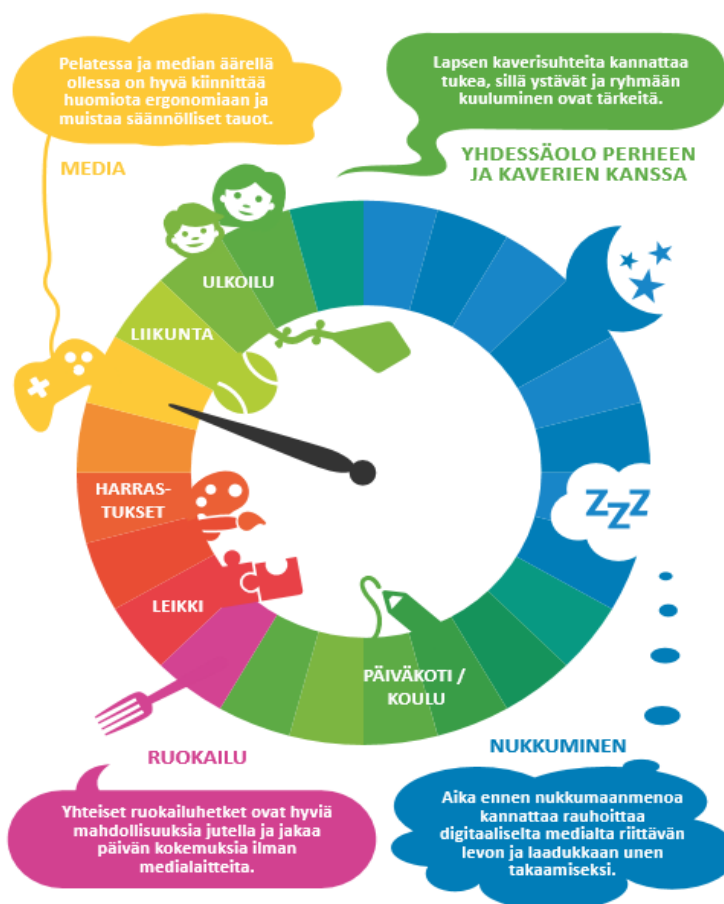 Pelatessa ja median äärellä
ollessa on hyvä kiinnittää
huomiota ergonomiaan ja
muistaa säännölliset tauot.
MEDIA
Lapsen kaverisuhteita kannattaa
tukea, sillä ystävät ja ryhmään
kuuluminen ovat tärkeitä.
YHDESSÄOLO PERHEEN
JA KAVERIEN KANSSA
ULKOILU
LIIKUNTA
HARRAS-
TUKSET
LEIKKI
ZZZ
PÄIVÄKOTI /
KOULU
RUOKAILU
Yhteiset ruokailuhetket ovat hyviä
mahdollisuuksia jutella ja jakaa
päivän kokemuksia ilman
medialaitteita.
NUKKUMINEN
Aika ennen nukkumaanmenoa
kannattaa rauhoittaa
digitaaliselta medialta riittävän
levon ja laadukkaan unen
takaamiseksi.